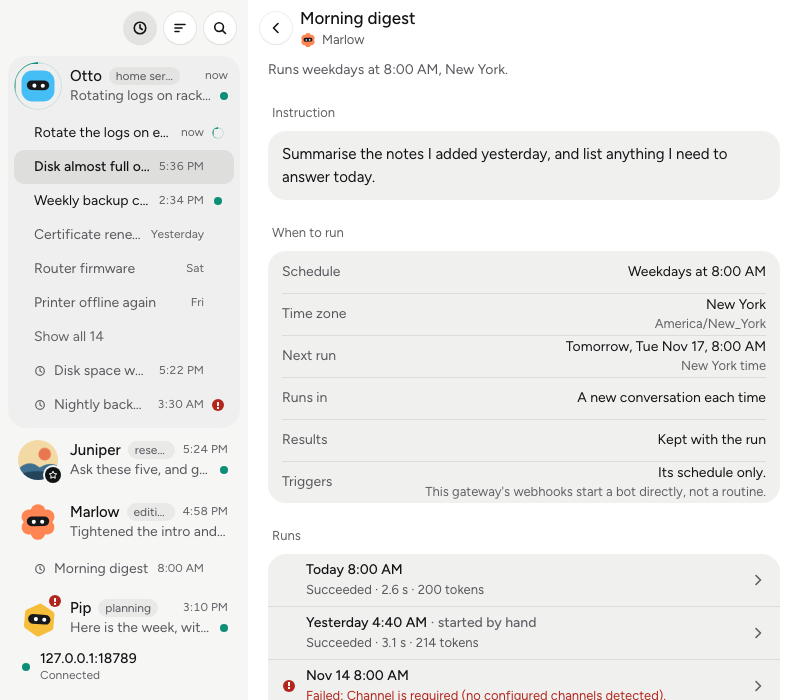 Otto home ser... now
Rotating logs on rack...
Rotate the logs on e... now
Disk almost full o... 5:36 PM
Weekly backup c... 2:34 PM
Certificate rene... Yesterday
Router firmware Sat
Printer offline again Fri
Show all 14
Disk space w... 5:22 PM
Nightly back... 3:30 AM
Juniper rese... 5:24 PM
Ask these five, and g...
Marlow editi... 4:58 PM
Tightened the intro and...
Morning digest 8:00 AM
Pip planning 3:10 PM
Here is the week, wit...
127.0.0.1:18789
Connected
Morning digest
Marlow
Runs weekdays at 8:00 AM, New York.
Instruction
Summarise the notes I added yesterday, and list anything I need to
answer today.
When to run
Schedule Weekdays at 8:00 AM
Time zone New York
America/New_York
Next run Tomorrow, Tue Nov 17, 8:00 AM
New York time
Runs in A new conversation each time
Results Kept with the run
Triggers Its schedule only.
This gateway's webhooks start a bot directly, not a routine.
Runs
Today 8:00 AM
Succeeded · 2.6 s · 200 tokens
Yesterday 4:40 AM · started by hand
Succeeded · 3.1 s · 214 tokens
Nov 14 8:00 AM
Failed: Channel is required (no configured channels detected).